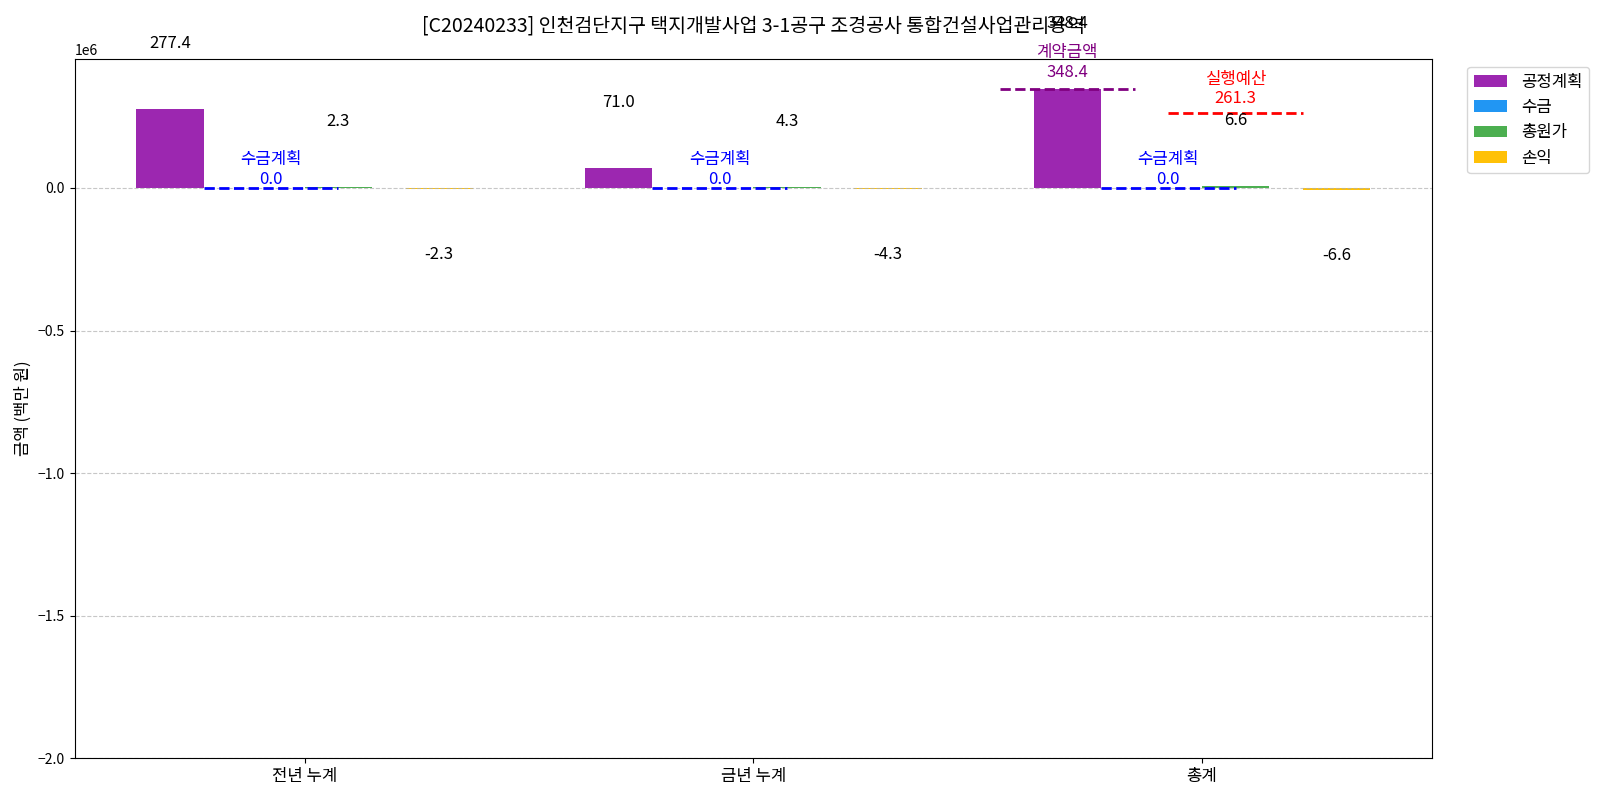 [C20240233] 인천검단지구 택지개발사업 3-1공구 조경공사 통합건설사업관리용역
1e6
277.4
2.3
수금계획
0.0
-2.3
71.0
4.3
수금계획
0.0
-4.3
348.4
계약금액
348.4
실행예산
261.3
6.6
수금계획
0.0
-6.6
공정계획
수금
총원가
손익
0.0
−0.5
−1.0
−1.5
−2.0
금액 (백만 원)
전년 누계
금년 누계
총계